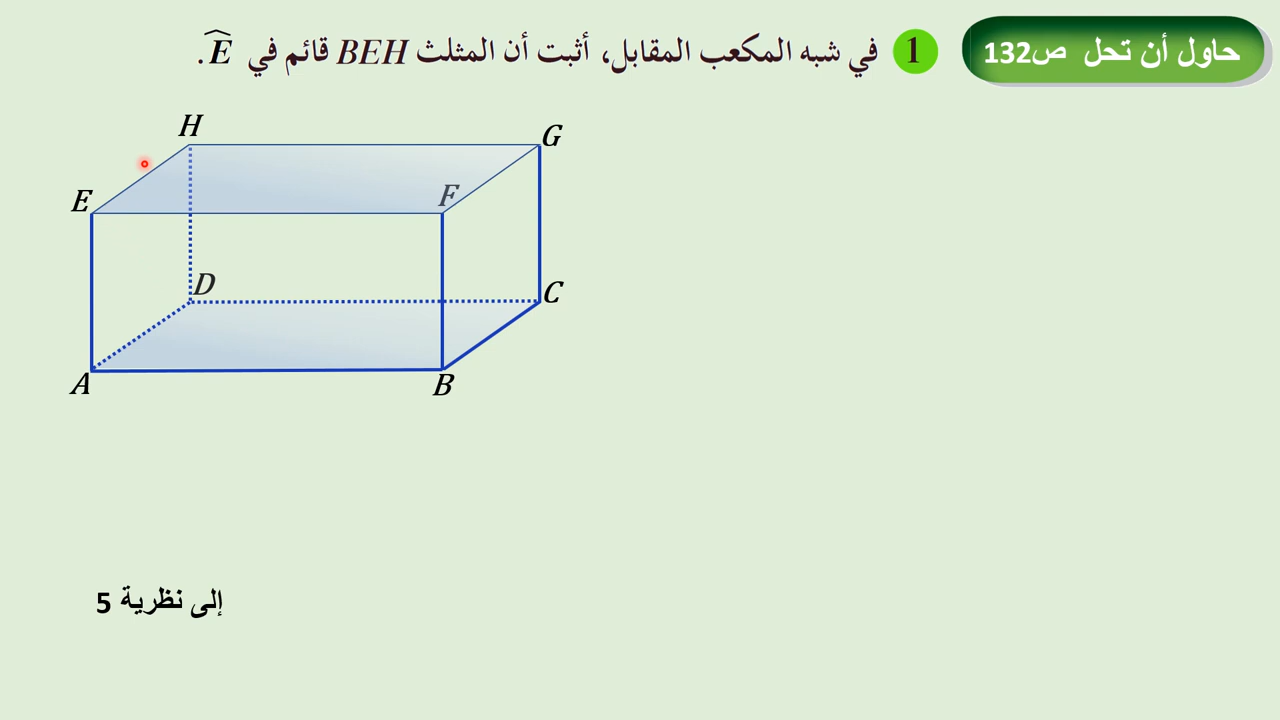 حاول أن تحل ص132
1 في شبه المكعب المقابل، أثبت أن المثلث BEH قائم في Ê.
H
G
E
F
D
C
A
B
إلى نظرية 5